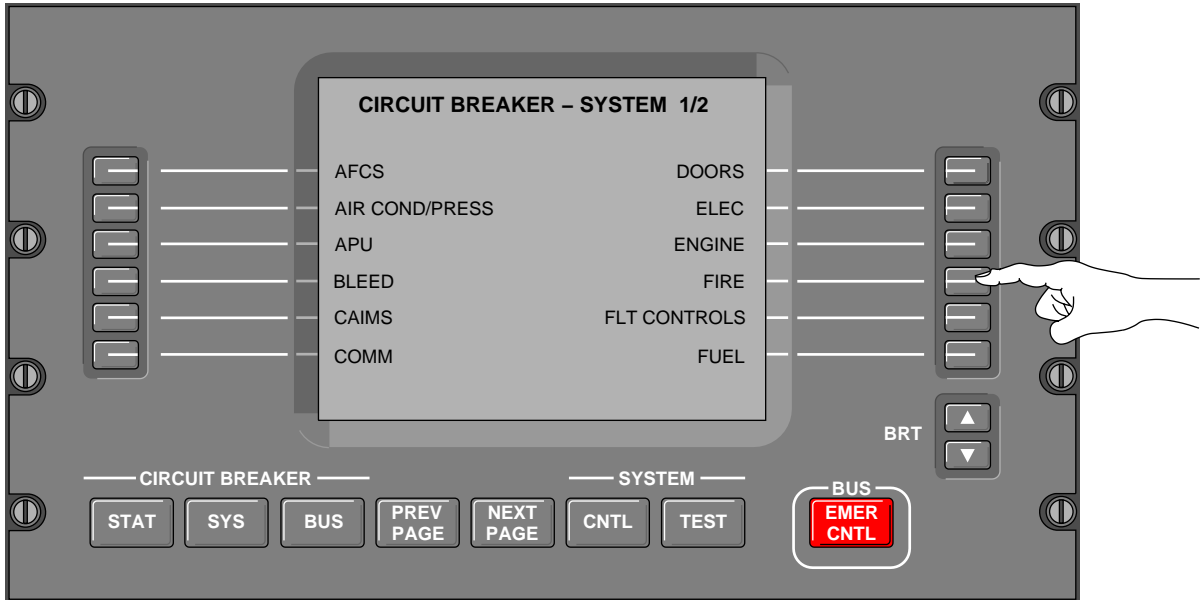 CIRCUIT BREAKER – SYSTEM 1/2
AFCS
DOORS
AIR COND/PRESS
ELEC
APU
ENGINE
BLEED
FIRE
CAIMS
FLT CONTROLS
COMM
FUEL
BRT
CIRCUIT BREAKER
SYSTEM
BUS
STAT
SYS
BUS
PREV
PAGE
NEXT
PAGE
CNTL
TEST
EMER
CNTL